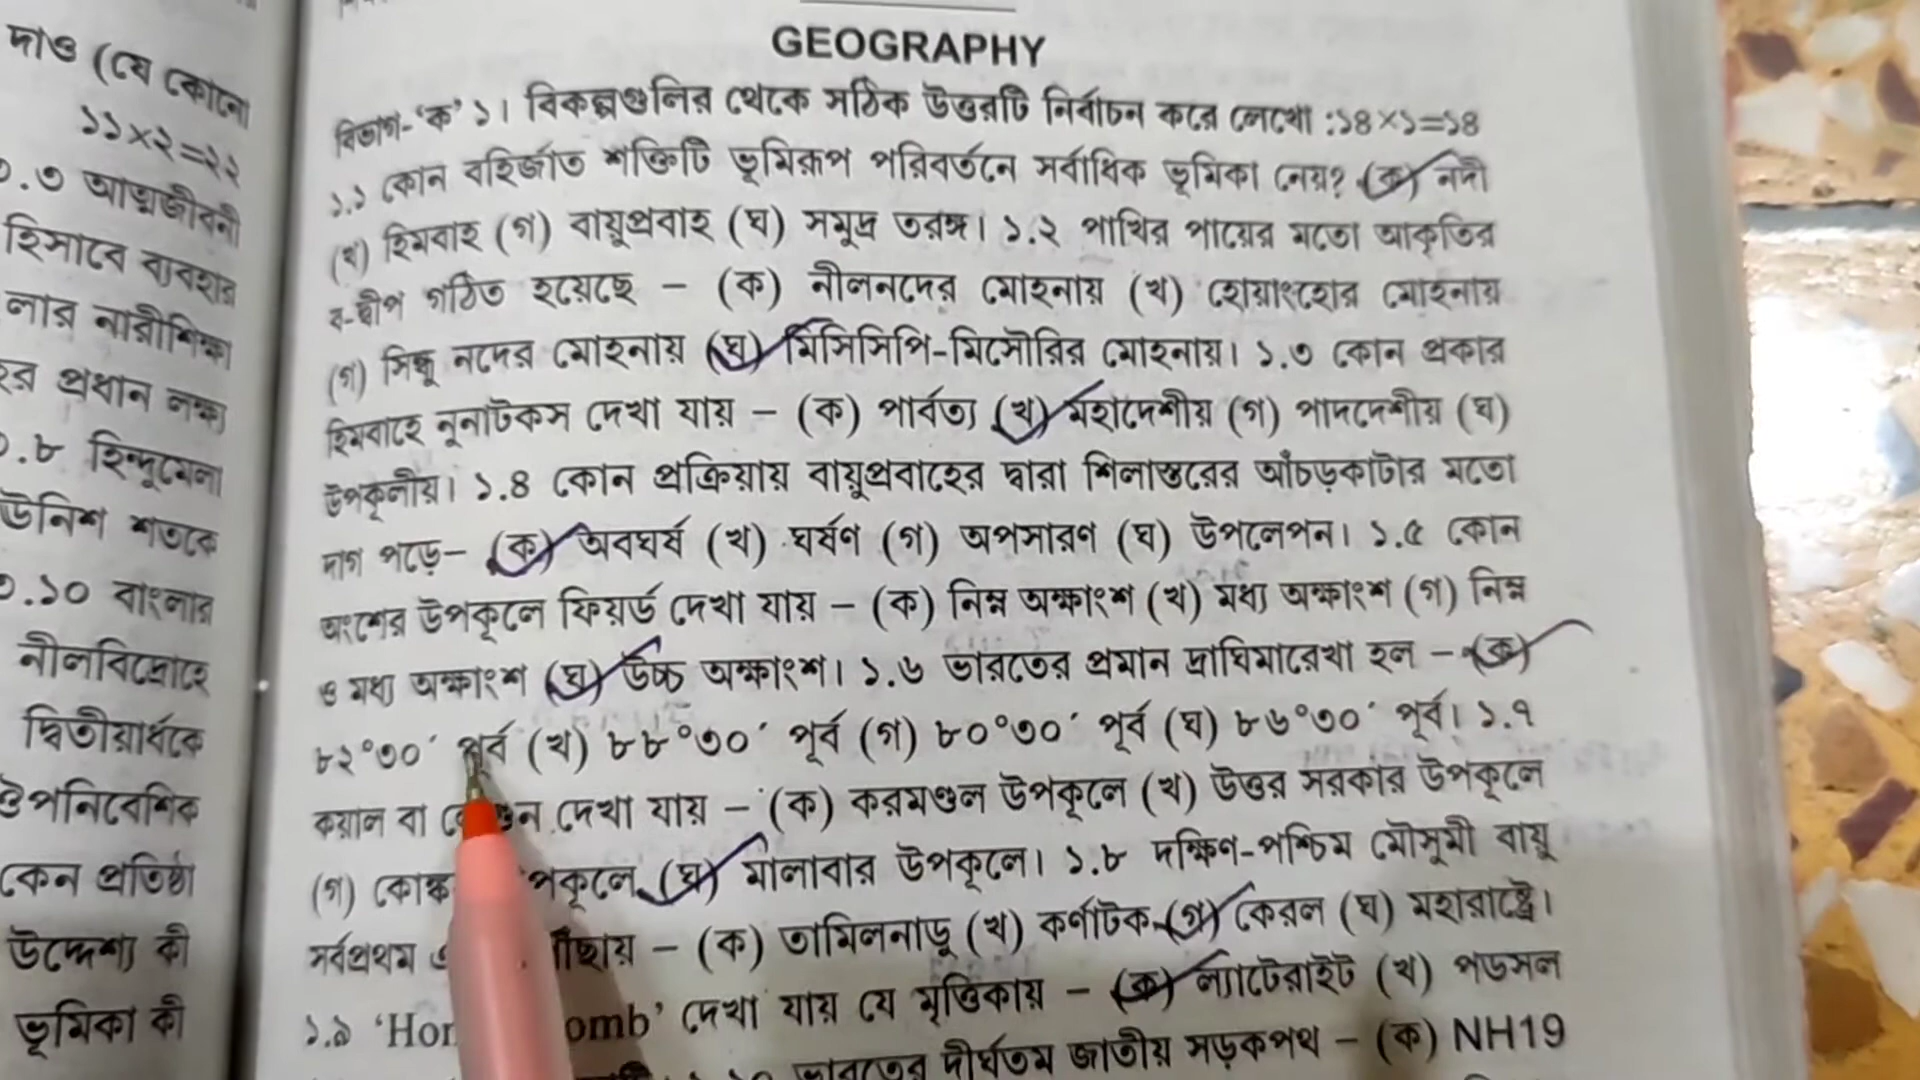 দাও (যে কোনো
১১×২=২২
৩.৩ আত্মজীবনী
হিসাবে ব্যবহার
লার নারীশিক্ষা
হর প্রধান লক্ষ্য
৩.৮ হিন্দুমেলা
উনিশ শতকে
৩.১০ বাংলার
নীলবিদ্রোহে
দ্বিতীয়ার্ধকে
ঔপনিবেশিক
কেন প্রতিষ্ঠা
উদ্দেশ্য কী
ভূমিকা কী
GEOGRAPHY
বিভাগ-‘ক’ ১। বিকল্পগুলির থেকে সঠিক উত্তরটি নির্বাচন করে লেখো :১৪×১=১৪
১.১ কোন বহির্জাত শক্তিটি ভূমিরূপ পরিবর্তনে সর্বাধিক ভূমিকা নেয়? (ক) নদী
(খ) হিমবাহ (গ) বায়ুপ্রবাহ (ঘ) সমুদ্র তরঙ্গ। ১.২ পাখির পায়ের মতো আকৃতির
ব-দ্বীপ গঠিত হয়েছে – (ক) নীলনদের মোহনায় (খ) হোয়াংহোর মোহনায়
(গ) সিন্ধু নদের মোহনায় (ঘ) মিসিসিপি-মিসৌরির মোহনায়। ১.৩ কোন প্রকার
হিমবাহে নুনাটকস দেখা যায় – (ক) পার্বত্য (খ) মহাদেশীয় (গ) পাদদেশীয় (ঘ)
উপকূলীয়। ১.৪ কোন প্রক্রিয়ায় বায়ুপ্রবাহের দ্বারা শিলাস্তরের আঁচড়কাটার মতো
দাগ পড়ে– (ক) অবঘর্ষ (খ) ঘর্ষণ (গ) অপসারণ (ঘ) উপলেপন। ১.৫ কোন
অংশের উপকূলে ফিয়র্ড দেখা যায় – (ক) নিম্ন অক্ষাংশ (খ) মধ্য অক্ষাংশ (গ) নিম্ন
ও মধ্য অক্ষাংশ (ঘ) উচ্চ অক্ষাংশ। ১.৬ ভারতের প্রমান দ্রাঘিমারেখা হল – (ক)
৮২°৩০´ পূর্ব (খ) ৮৮°৩০´ পূর্ব (গ) ৮০°৩০´ পূর্ব (ঘ) ৮৬°৩০´ পূর্ব। ১.৭
কয়াল বা দেখা যায় – (ক) করমণ্ডল উপকূলে (খ) উত্তর সরকার উপকূলে
(গ) (ঘ) মালাবার উপকূলে। ১.৮ দক্ষিণ-পশ্চিম মৌসুমী বায়ু
সর্বপ্রথম – (ক) তামিলনাড়ু (খ) কর্ণাটক (গ) কেরল (ঘ) মহারাষ্ট্রে।
১.৯ দেখা যায় যে মৃত্তিকায় – (ক) ল্যাটেরাইট (খ) পডসল
ভারতের দীর্ঘতম জাতীয় সড়কপথ – (ক) NH19